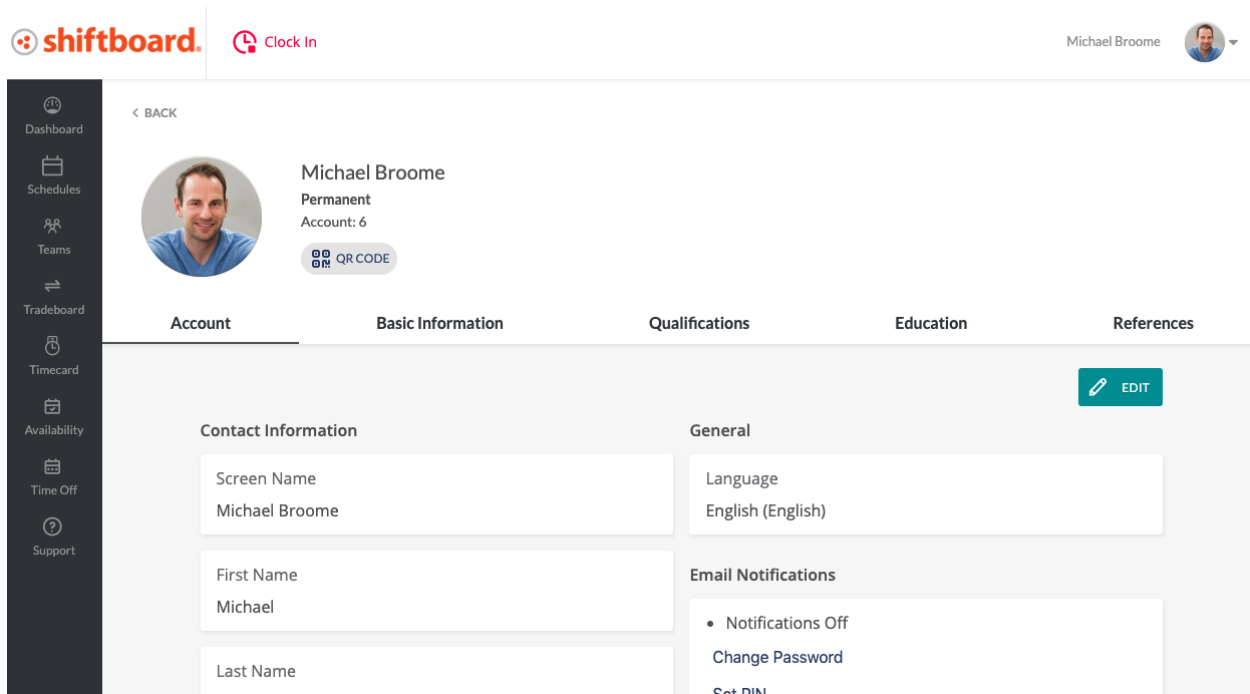 shiftboard.
Clock In
Michael Broome
Dashboard
Schedules
Teams
Tradeboard
Timecard
Availability
Time Off
Support
< BACK
Michael Broome
Permanent
Account: 6
QR CODE
Account
Basic Information
Qualifications
Education
References
EDIT
Contact Information
Screen Name
Michael Broome
First Name
Michael
Last Name
General
Language
English (English)
Email Notifications
• Notifications Off
Change Password
Set PIN